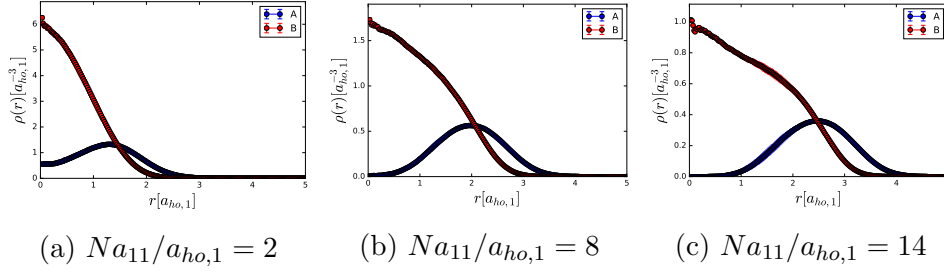 6
5
4
3
2
1
0
0 1 2 3 4 5
ρ(r)[a_{ho,1}^{-3}]
r[a_{ho,1}]
A
B
1.5
1.0
0.5
0.0
0 1 2 3 4 5
ρ(r)[a_{ho,1}^{-3}]
r[a_{ho,1}]
A
B
1.0
0.8
0.6
0.4
0.2
0.0
0 1 2 3 4
ρ(r)[a_{ho,1}^{-3}]
r[a_{ho,1}]
A
B
(a) Na_{11}/a_{ho,1} = 2
(b) Na_{11}/a_{ho,1} = 8
(c) Na_{11}/a_{ho,1} = 14